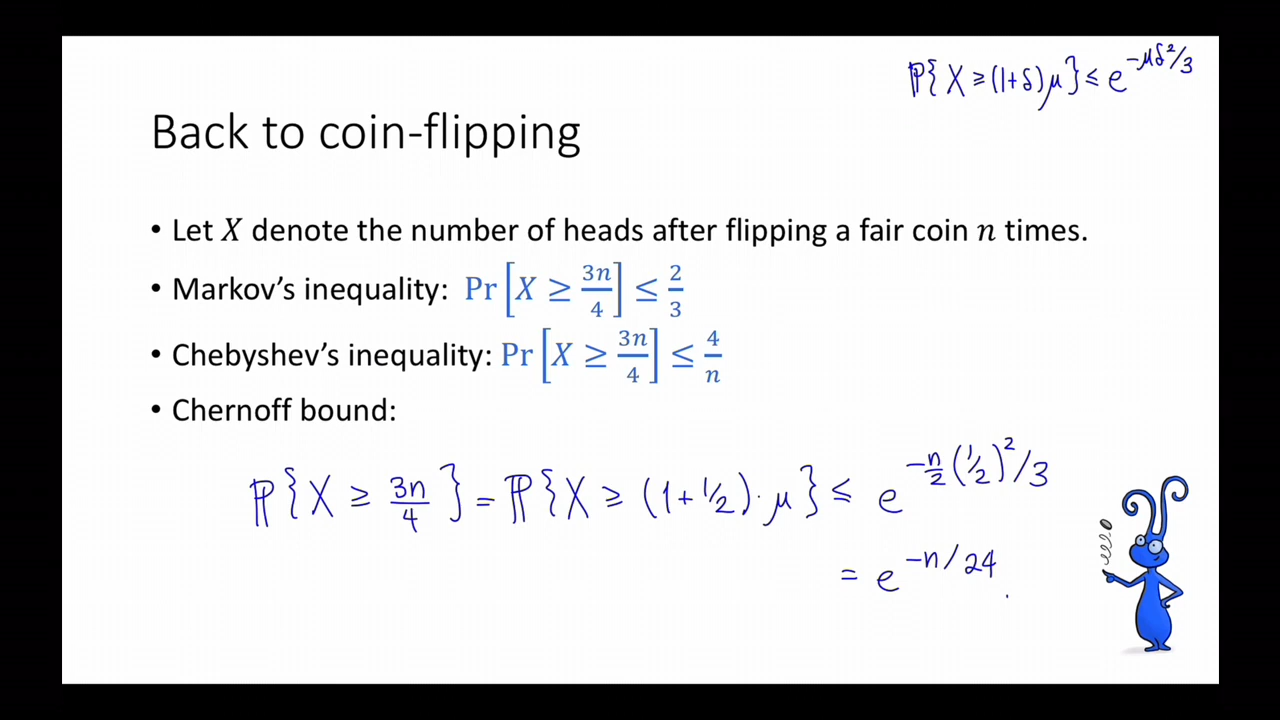 ℙ{X ≥ (1+δ)μ} ≤ e^{-μδ²/3}
Back to coin-flipping
• Let X denote the number of heads after flipping a fair coin n times.
• Markov's inequality: Pr[X ≥ 3n/4] ≤ 2/3
• Chebyshev's inequality: Pr[X ≥ 3n/4] ≤ 4/n
• Chernoff bound:
ℙ{X ≥ 3n/4} = ℙ{X ≥ (1+1/2)·μ} ≤ e^{-n/2 (1/2)²/3}
= e^{-n/24}.